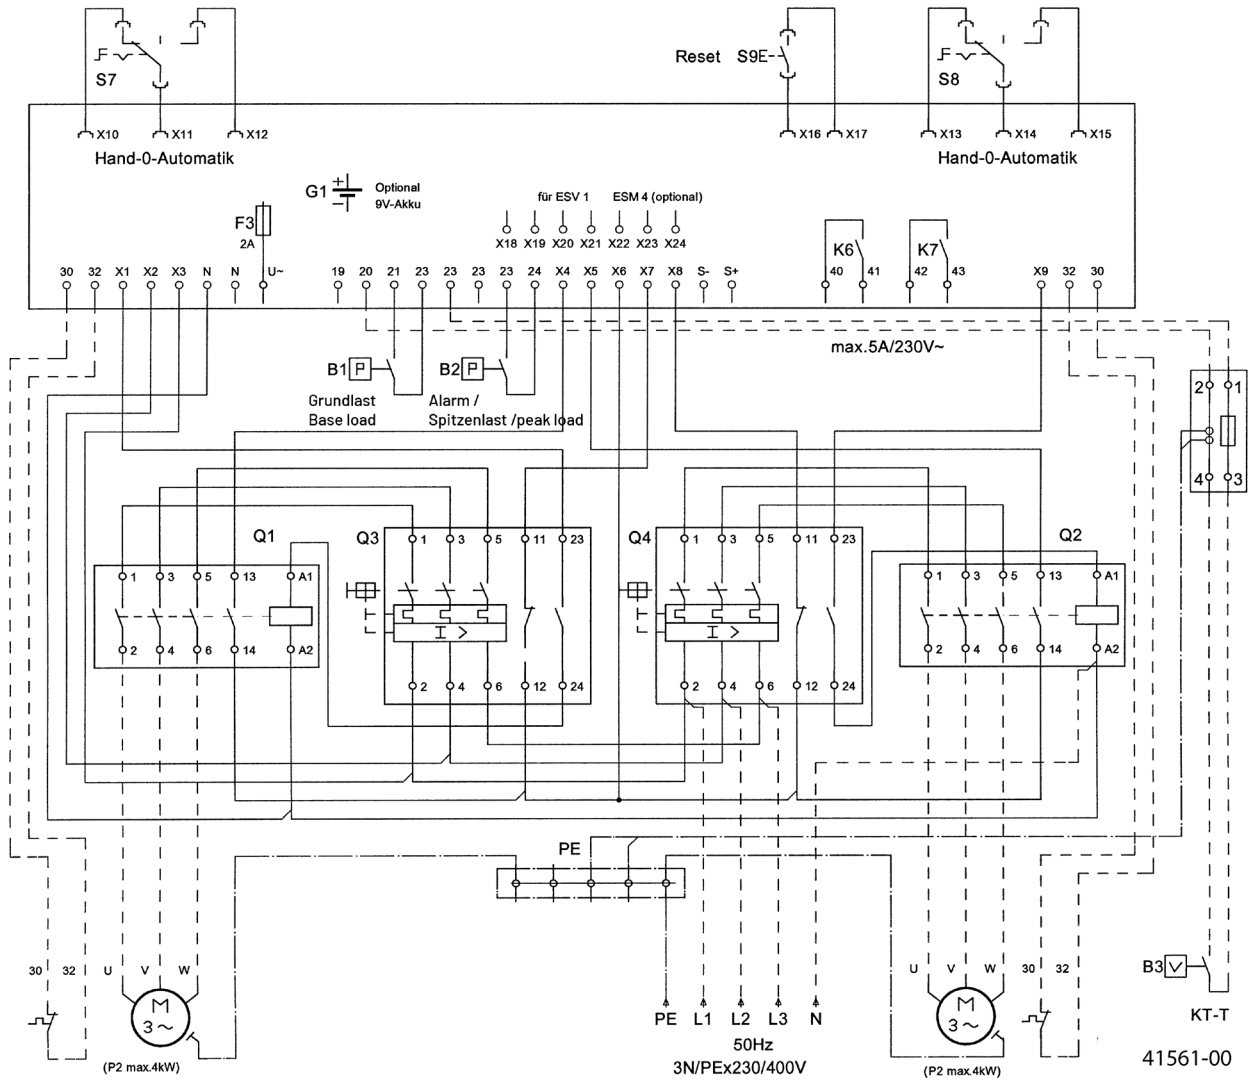 Reset S9E
S7
S8
X10 X11 X12
X16 X17
X13 X14 X15
Hand-0-Automatik
Hand-0-Automatik
G1 + − Optional
9V-Akku
für ESV 1 ESM 4 (optional)
F3
2A
X18 X19 X20 X21 X22 X23 X24
K6 K7
30 32 X1 X2 X3 N N U~
19 20 21 23 23 23 23 24 X4 X5 X6 X7 X8 S- S+
40 41 42 43
X9 32 30
max.5A/230V~
B1 P
B2 P
Grundlast
Base load
Alarm /
Spitzenlast /peak load
2 1
4 3
Q1
Q3
Q4
Q2
1 3 5 11 23
1 3 5 11 23
1 3 5 13 A1
1 3 5 13 A1
I >
I >
2 4 6 14 A2
2 4 6 14 A2
2 4 6 12 24
2 4 6 12 24
PE
30 32 U V W
U V W 30 32
B3
M
3~
M
3~
PE L1 L2 L3 N
KT-T
50Hz
3N/PEx230/400V
(P2 max.4kW)
(P2 max.4kW)
41561-00